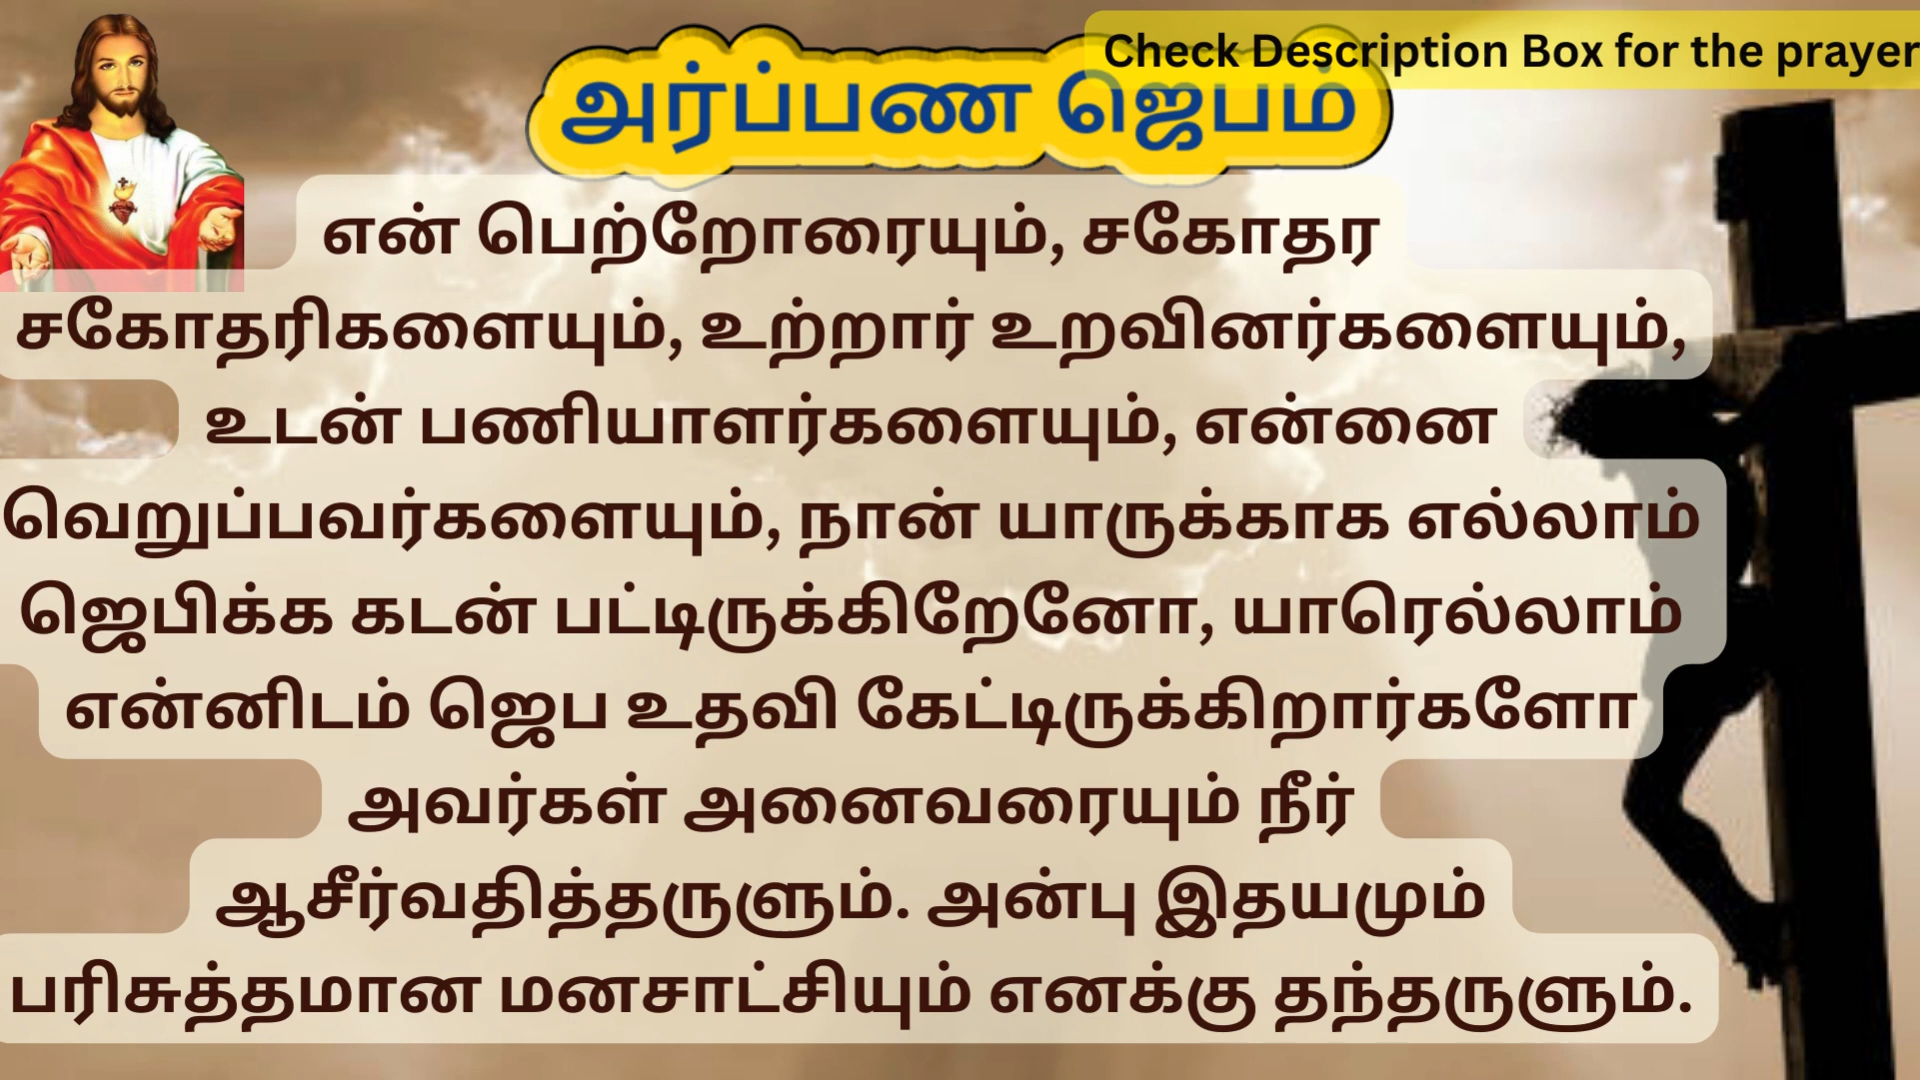 Check Description Box for the prayer
அர்ப்பண ஜெபம்
என் பெற்றோரையும், சகோதர
சகோதரிகளையும், உற்றார் உறவினர்களையும்,
உடன் பணியாளர்களையும், என்னை
வெறுப்பவர்களையும், நான் யாருக்காக எல்லாம்
ஜெபிக்க கடன் பட்டிருக்கிறேனோ, யாரெல்லாம்
என்னிடம் ஜெப உதவி கேட்டிருக்கிறார்களோ
அவர்கள் அனைவரையும் நீர்
ஆசீர்வதித்தருளும். அன்பு இதயமும்
பரிசுத்தமான மனசாட்சியும் எனக்கு தந்தருளும்.